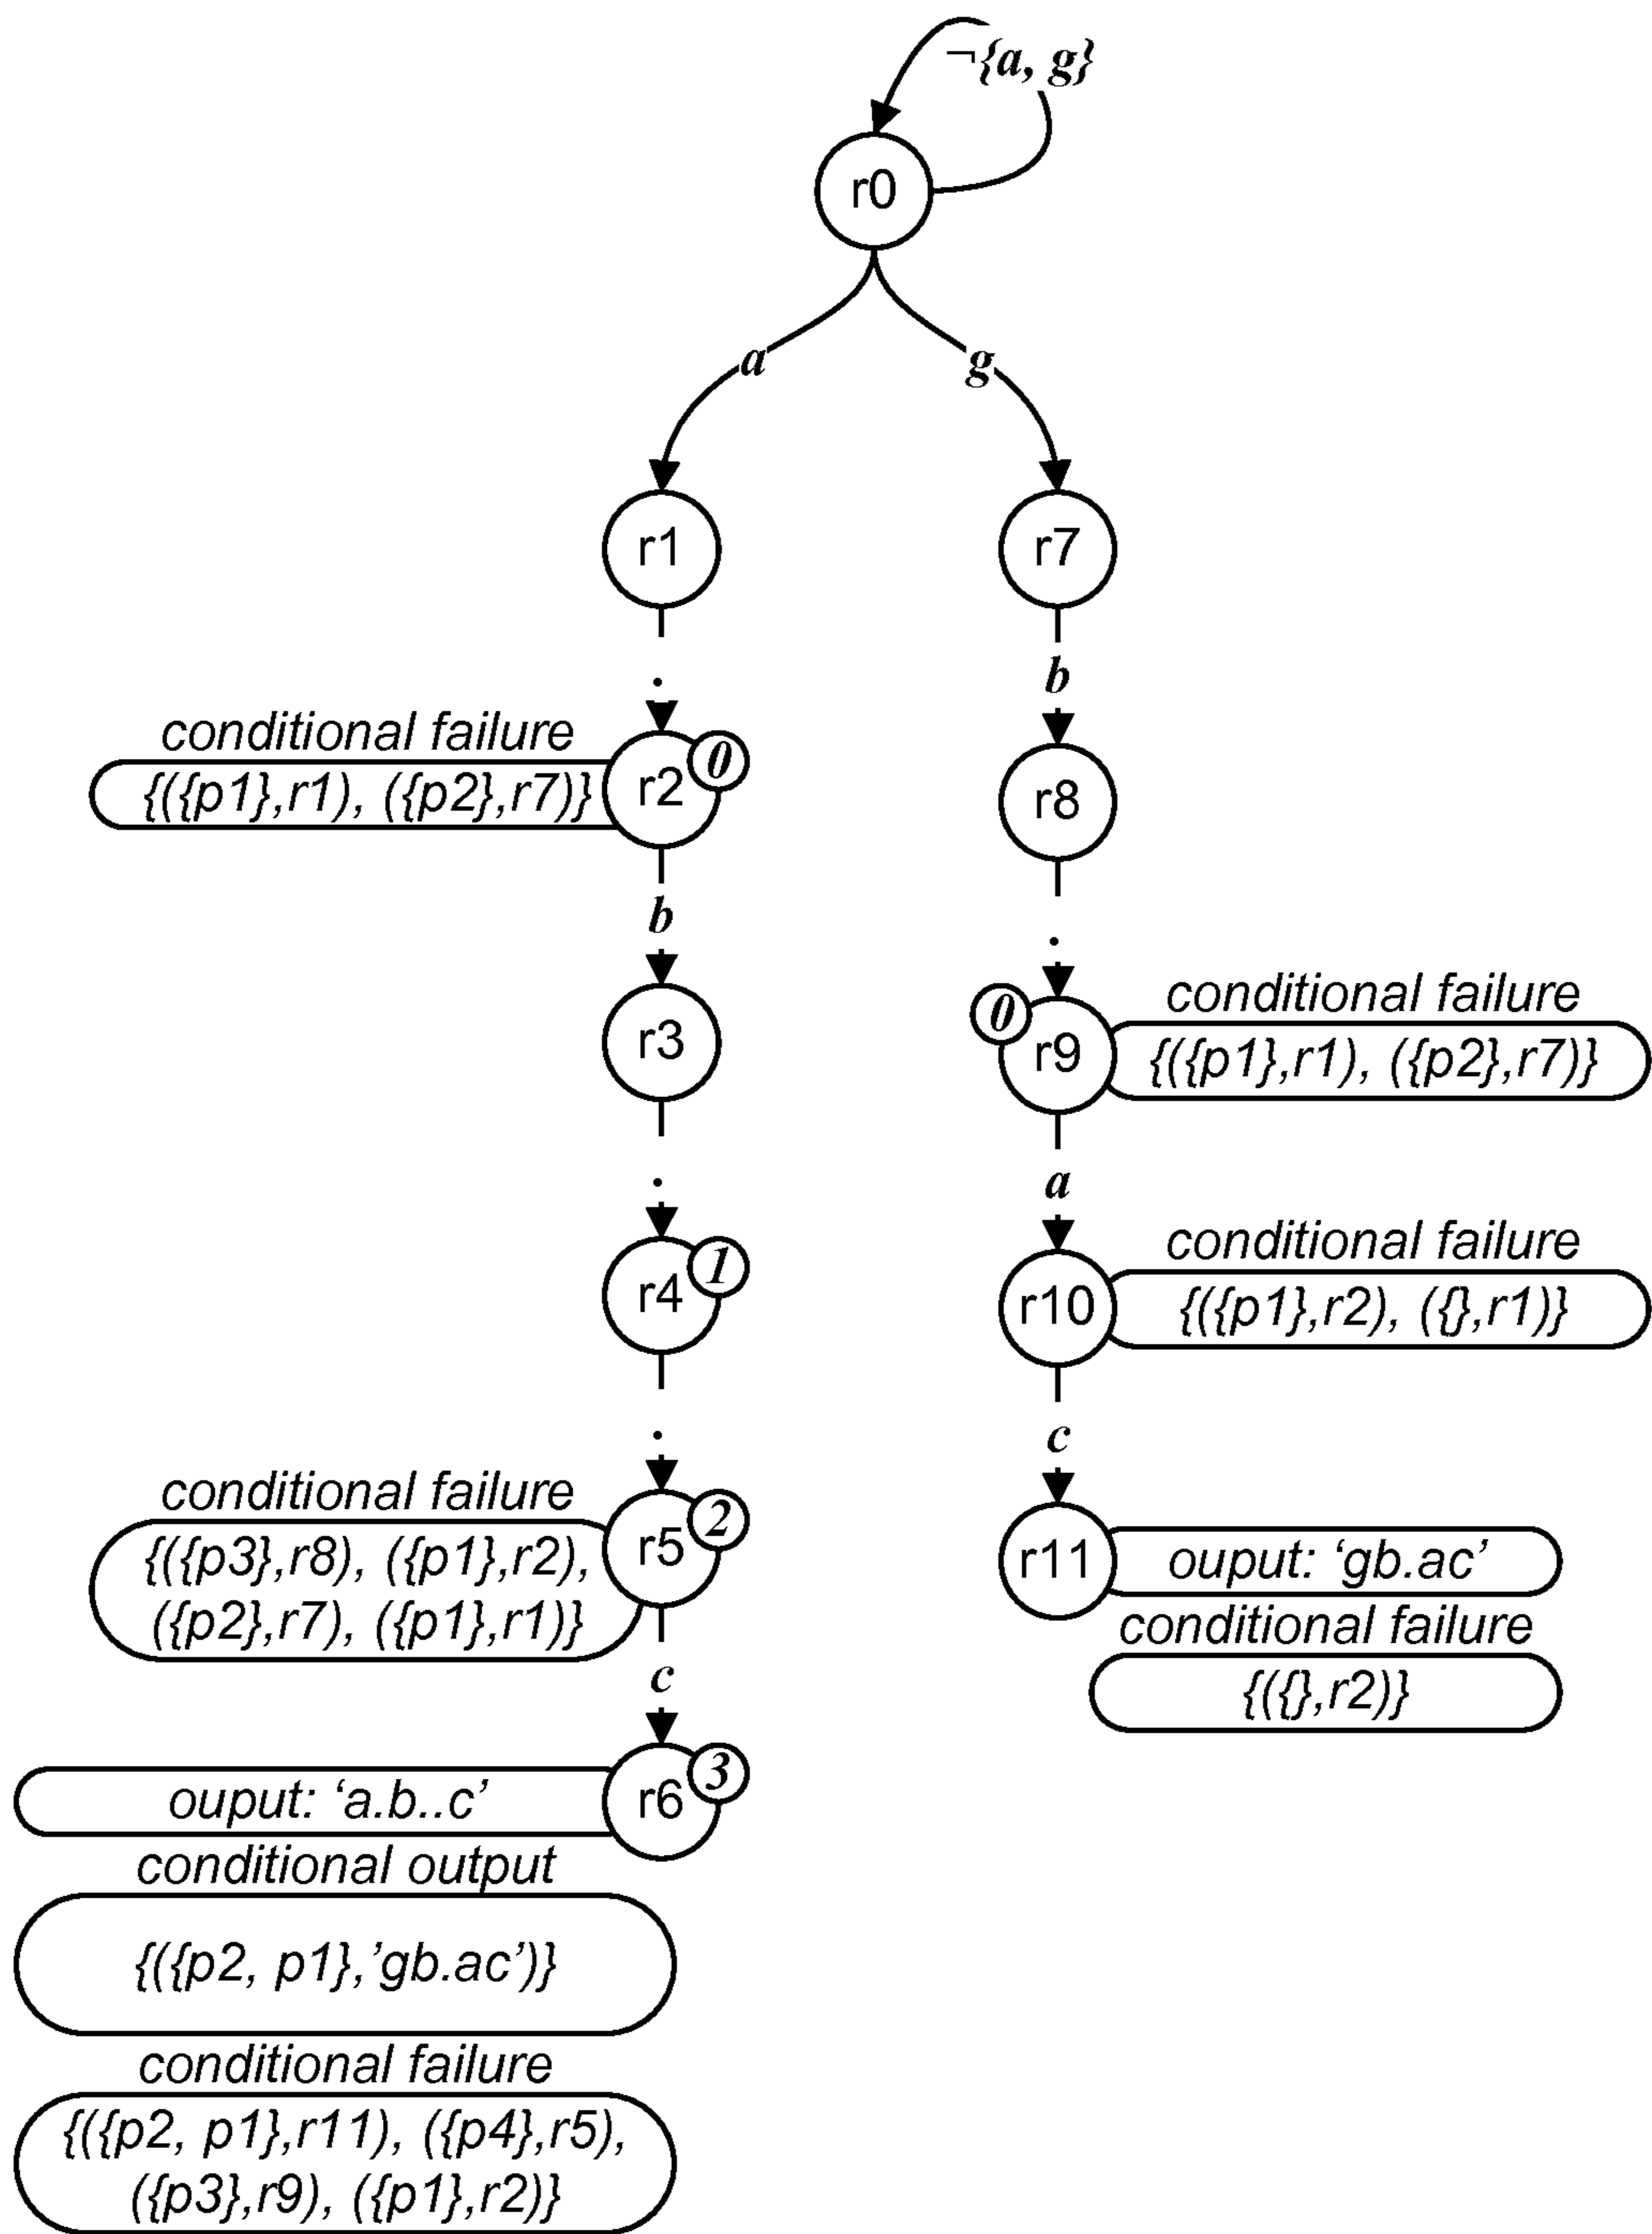 ¬{a, g}
r0
a
g
r1
r7
.
b
conditional failure
{({p1},r1), ({p2},r7)}
r2
0
r8
b
.
r3
conditional failure
0
r9
{({p1},r1), ({p2},r7)}
.
a
r4
1
conditional failure
r10
{({p1},r2), ({},r1)}
.
c
conditional failure
{({p3},r8), ({p1},r2),
({p2},r7), ({p1},r1)}
r5
2
r11
ouput: ‘gb.ac’
conditional failure
{({},r2)}
c
ouput: ‘a.b..c’
r6
3
conditional output
{({p2, p1},’gb.ac’)}
conditional failure
{({p2, p1},r11), ({p4},r5),
({p3},r9), ({p1},r2)}